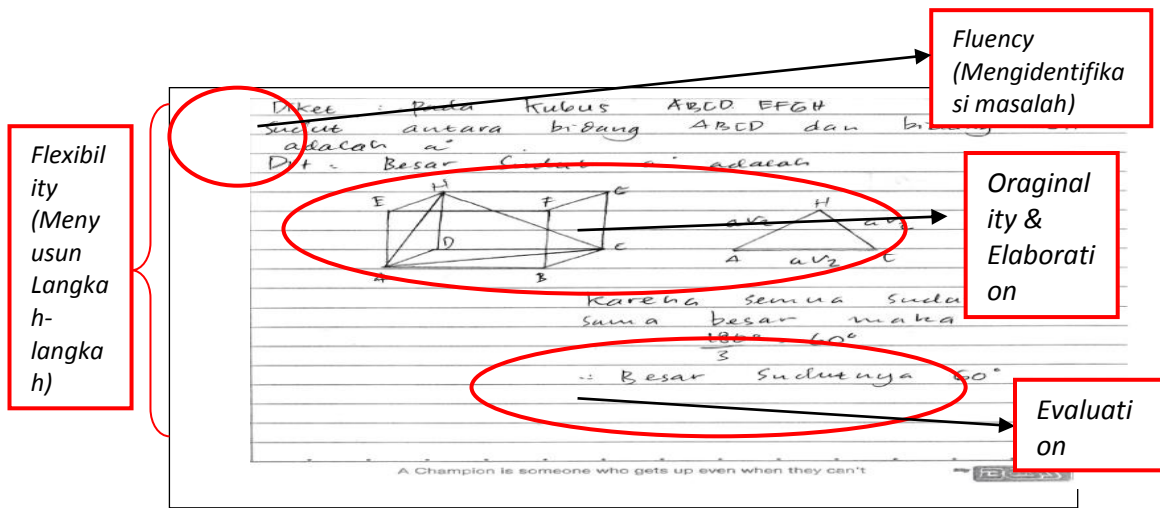 Fluency
(Mengidentifika
si masalah)
Flexibil
ity
(Meny
usun
Langka
h-
langka
h)
Diket : Pada Kubus ABCD EFGH
Sudut antara bidang ABCD dan
adalah a°
Dit = Besar Sudut a° adalah
E H F G
A D B C
H
a√2 a√2
A a√2 C
Karena semua
sama besar maka
180° = 60°
3
∴ Besar Sudutnya 60°
Oraginal
ity &
Elaborati
on
Evaluati
on
A Champion is someone who gets up even when they can't